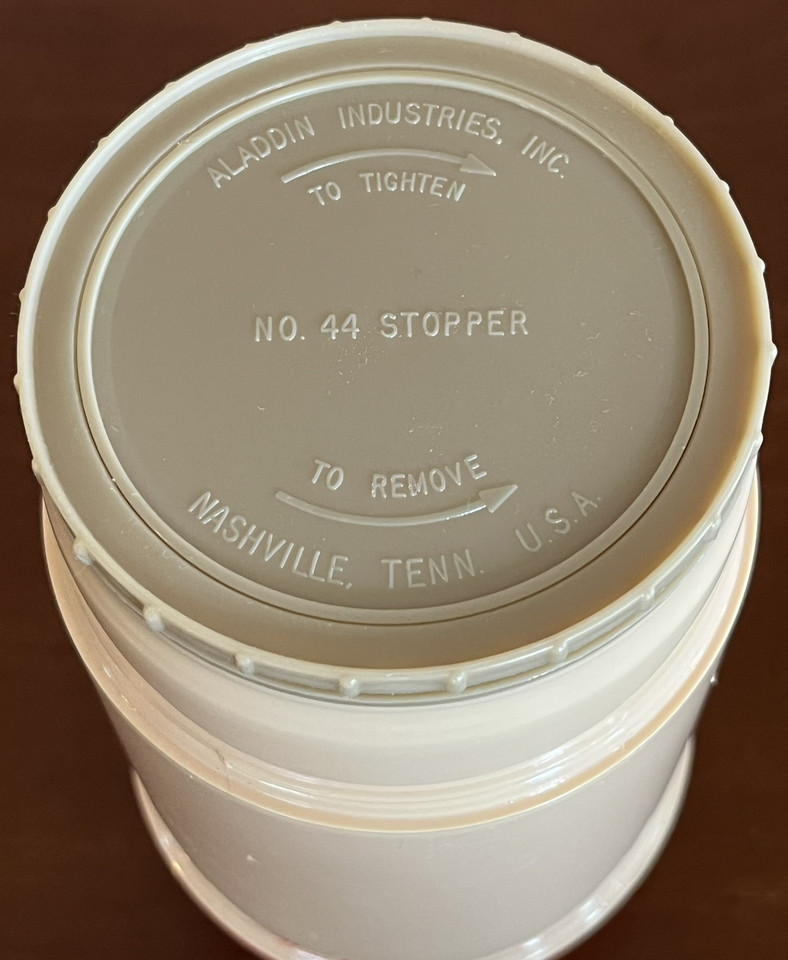 ALADDIN INDUSTRIES, INC.
TO TIGHTEN
NO. 44 STOPPER
TO REMOVE
NASHVILLE, TENN. U.S.A.